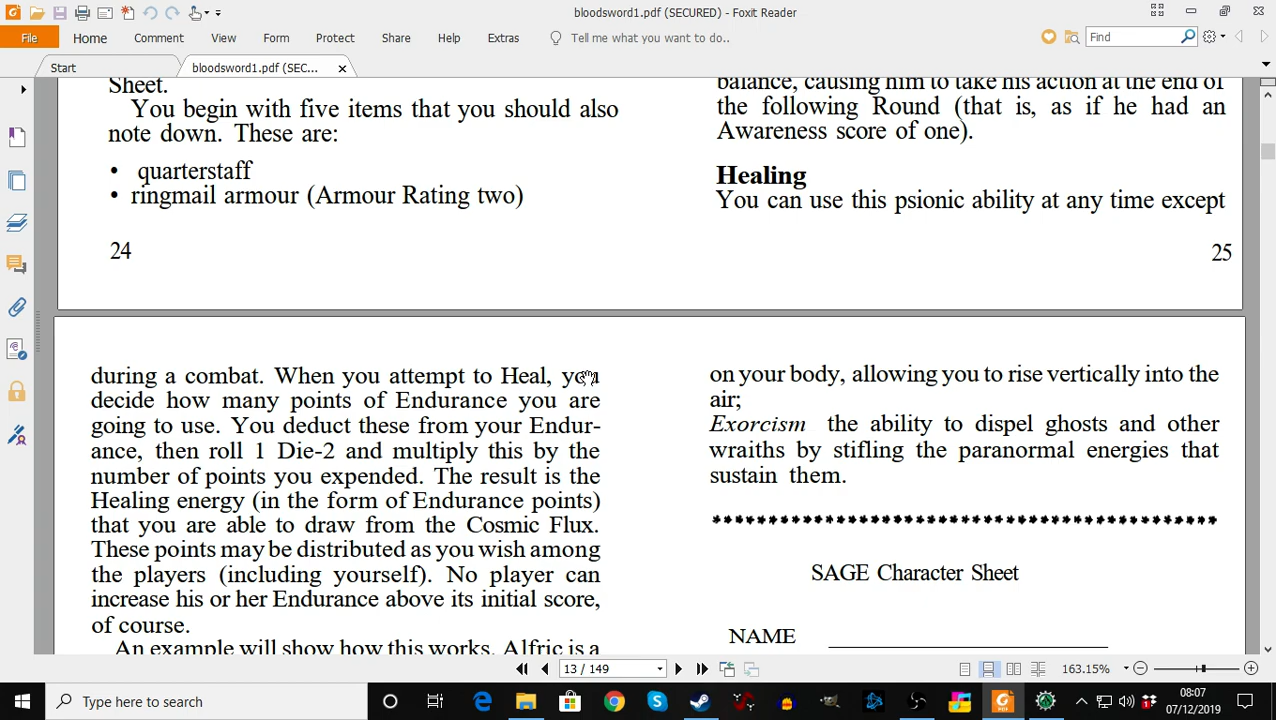 bloodsword1.pdf (SECURED) - Foxit Reader
File Home Comment View Form Protect Share Help Extras Tell me what you want to do.. Find
Start bloodsword1.pdf (SEC...
Sheet.
You begin with five items that you should also
note down. These are:
• quarterstaff
• ringmail armour (Armour Rating two)
24
balance, causing him to take his action at the end of
the following Round (that is, as if he had an
Awareness score of one).
Healing
You can use this psionic ability at any time except
25
during a combat. When you attempt to Heal, you
decide how many points of Endurance you are
going to use. You deduct these from your Endur-
ance, then roll 1 Die-2 and multiply this by the
number of points you expended. The result is the
Healing energy (in the form of Endurance points)
that you are able to draw from the Cosmic Flux.
These points may be distributed as you wish among
the players (including yourself). No player can
increase his or her Endurance above its initial score,
of course.
An example will show how this works. Alfric is a
on your body, allowing you to rise vertically into the
air;
Exorcism the ability to dispel ghosts and other
wraiths by stifling the paranormal energies that
sustain them.
SAGE Character Sheet
NAME
13 / 149
163.15%
Type here to search
08:07
07/12/2019